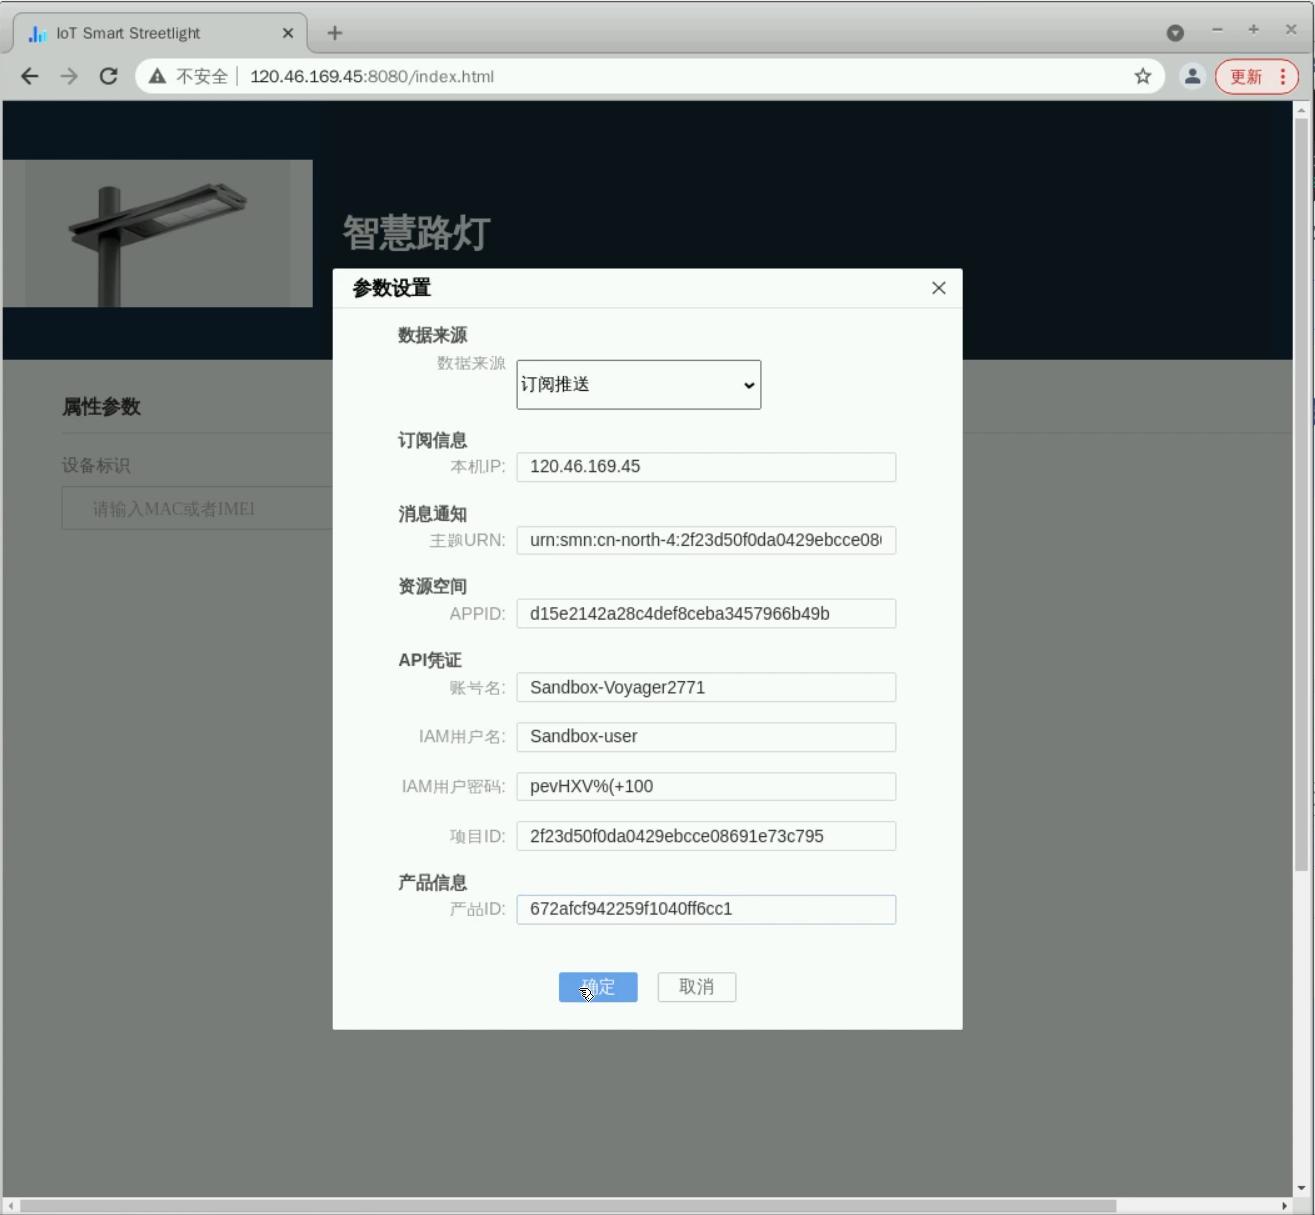 IoT Smart Streetlight
不安全
120.46.169.45:8080/index.html
更新
智慧路灯
参数设置
数据来源
数据来源
订阅推送
属性参数
订阅信息
设备标识
本机IP:
120.46.169.45
请输入MAC或者IMEI
消息通知
主题URN:
urn:smn:cn-north-4:2f23d50f0da0429ebcce08
资源空间
APPID:
d15e2142a28c4def8ceba3457966b49b
API凭证
账号名:
Sandbox-Voyager2771
IAM用户名:
Sandbox-user
IAM用户密码:
pevHXV%(+100
项目ID:
2f23d50f0da0429ebcce08691e73c795
产品信息
产品ID:
672afcf942259f1040ff6cc1
确定
取消